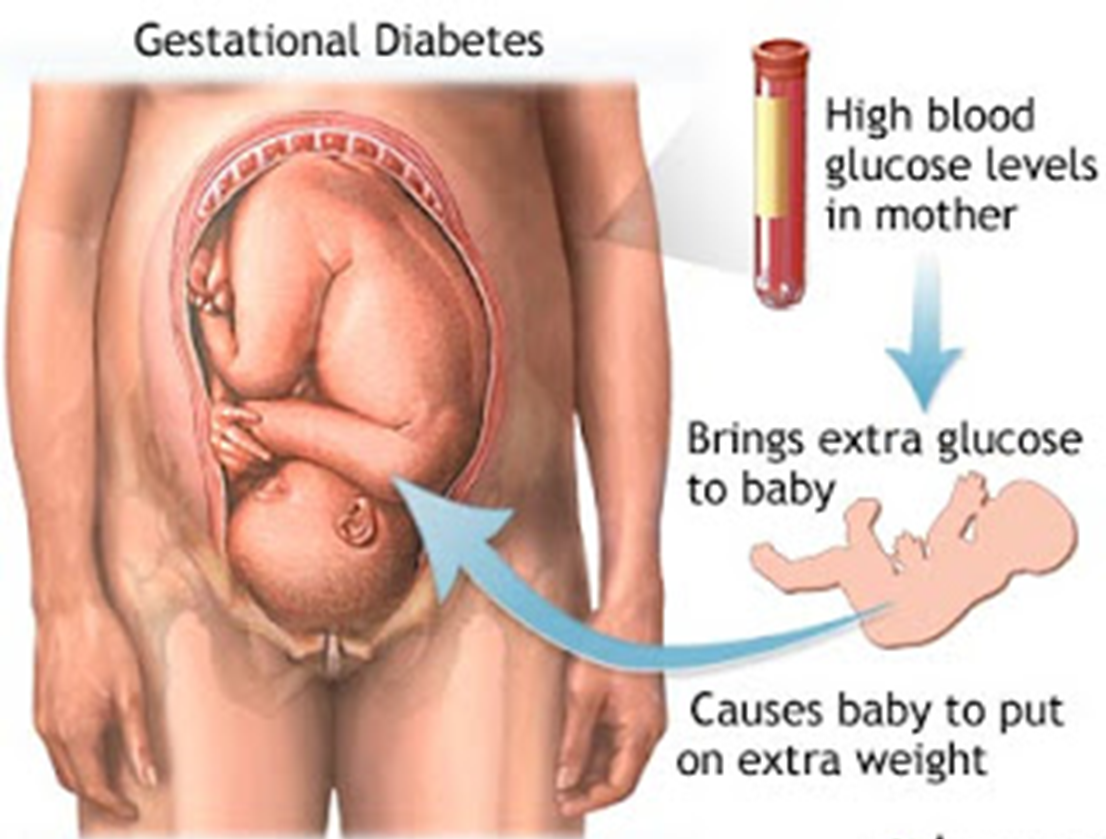 Gestational Diabetes
High blood
glucose levels
in mother
Brings extra glucose
to baby
Causes baby to put
on extra weight